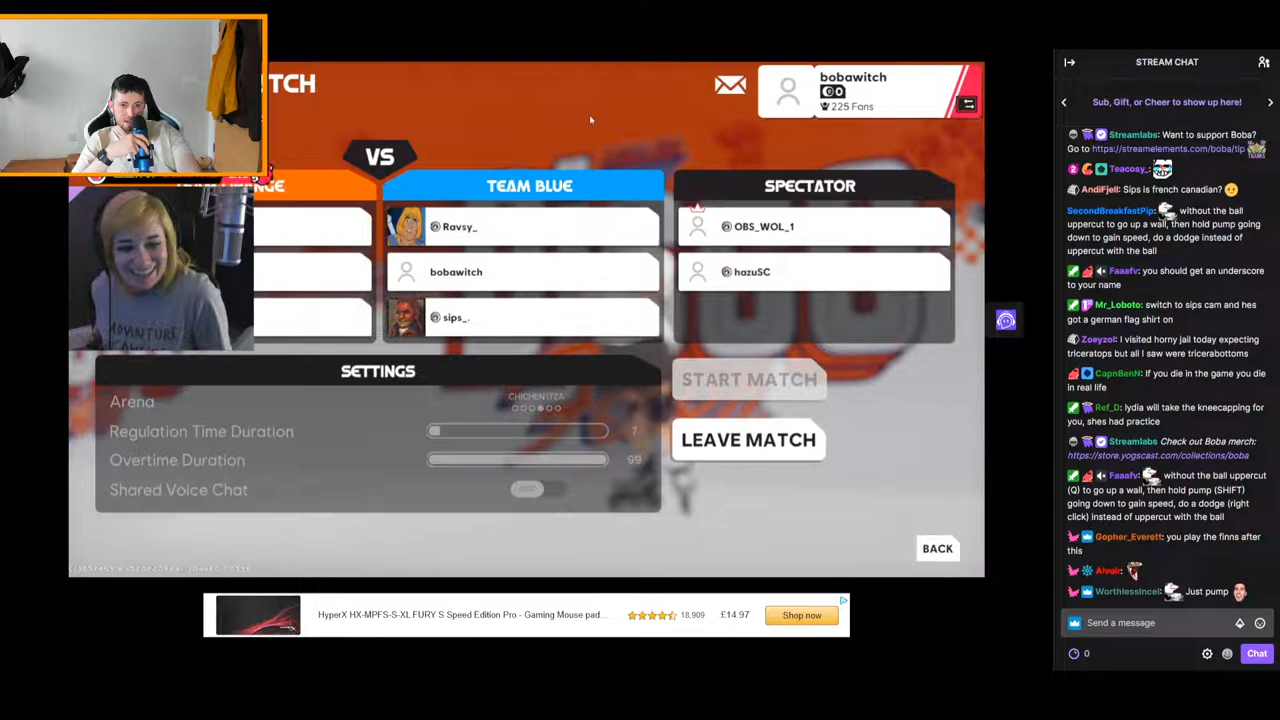 TCH
bobawitch
0
225 Fans
VS
TEAM BLUE
SPECTATOR
Ravsy_
OBS_WOL_1
bobawitch
hazuSC
sips_.
ADVENTURE
SETTINGS
Arena
CHICHEN ITZA
Regulation Time Duration
7
Overtime Duration
99
Shared Voice Chat
START MATCH
LEAVE MATCH
BACK
HyperX HX-MPFS-S-XL FURY S Speed Edition Pro - Gaming Mouse pad...
18,909
£14.97
Shop now
STREAM CHAT
Sub, Gift, or Cheer to show up here!
Streamlabs: Want to support Boba?
Go to https://streamelements.com/boba/tip
Teacosy_:
AndiFjell: Sips is french canadian?
SecondBreakfastPip: without the ball
uppercut to go up a wall, then hold pump going
down to gain speed, do a dodge instead of
uppercut with the ball
Faaafv: you should get an underscore
to your name
Mr_Loboto: switch to sips cam and hes
got a german flag shirt on
Zoeyzol: I visited horny jail today expecting
triceratops but all I saw were tricerabottoms
CapnBenN: If you die in the game you die
in real life
Ref_D: lydia will take the kneecapping for
you, shes had practice
Streamlabs Check out Boba merch:
https://store.yogscast.com/collections/boba
Faaafv: without the ball uppercut
(Q) to go up a wall, then hold pump (SHIFT)
going down to gain speed, do a dodge (right
click) instead of uppercut with the ball
Gopher_Everett: you play the finns after
this
Alvoir:
WorthlessIncel: Just pump
Send a message
0
Chat